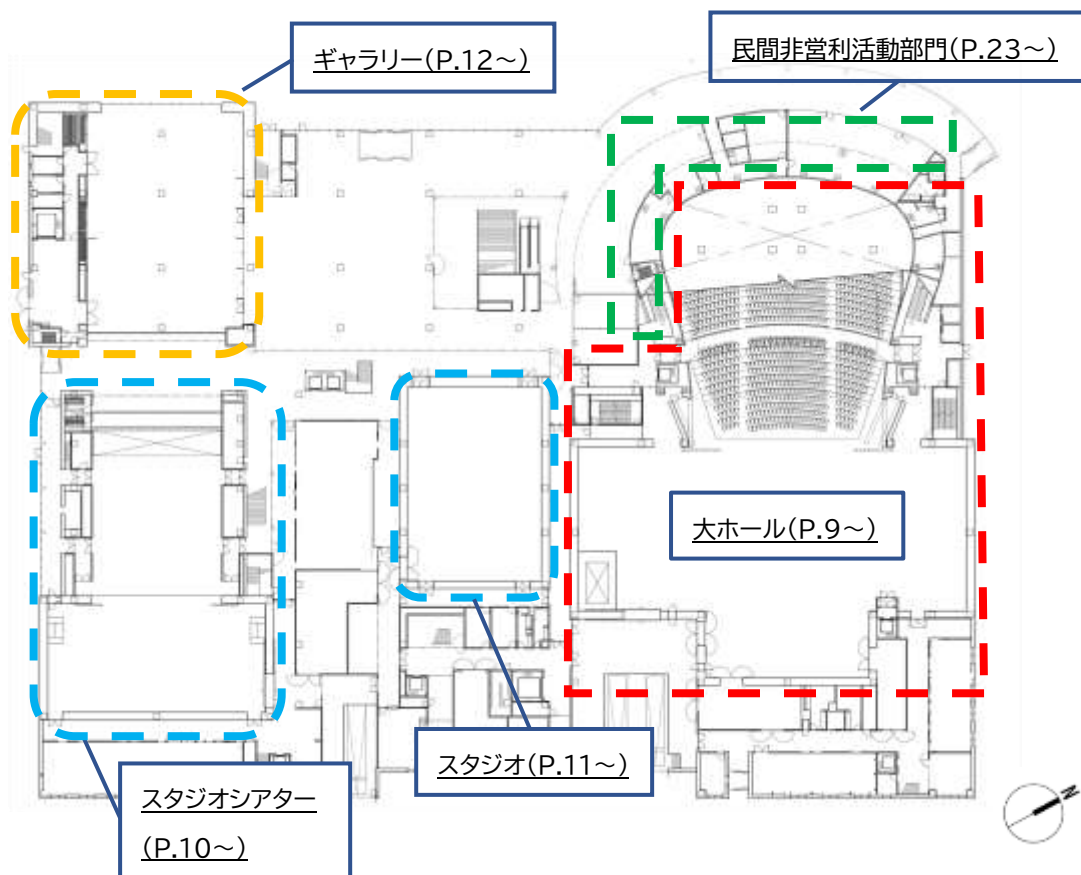 ギャラリー(P.12～)
民間非営利活動部門(P.23～)
大ホール(P.9～)
スタジオ(P.11～)
スタジオシアター
(P.10～)
N